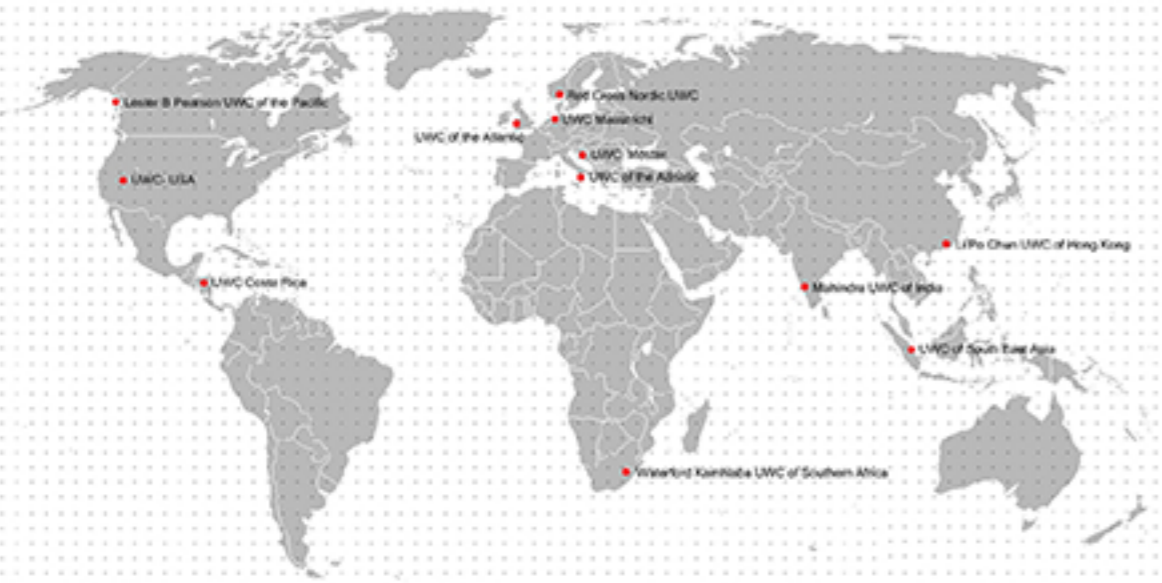 Red Cross Nordic UWC
Lester B Pearson UWC of the Pacific
UWC Maastricht
UWC of the Atlantic
UWC Mostar
UWC of the Adriatic
UWC- USA
Li Po Chun UWC of Hong Kong
UWC Costa Rica
Mahindra UWC of India
UWC of South East Asia
Waterford KamHlaba UWC of Southern Africa